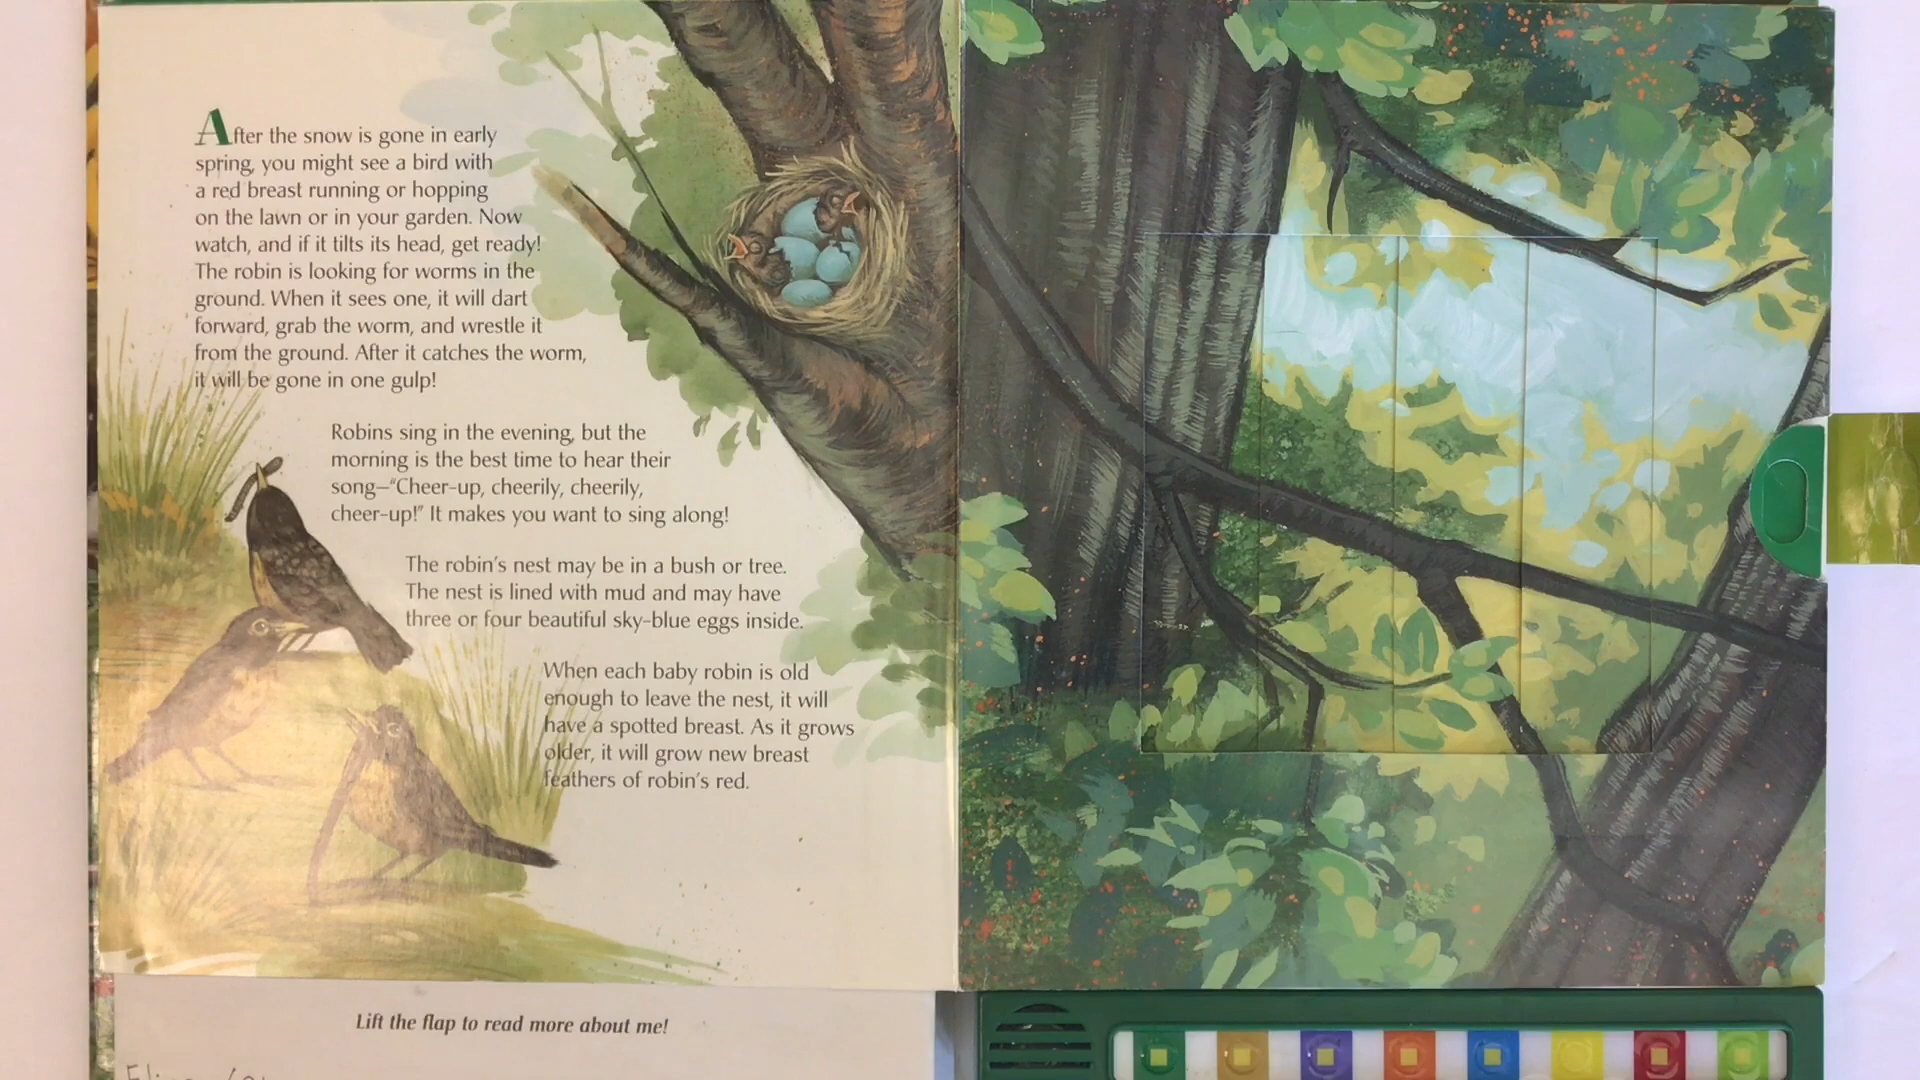 After the snow is gone in early
spring, you might see a bird with
a red breast running or hopping
on the lawn or in your garden. Now
watch, and if it tilts its head, get ready!
The robin is looking for worms in the
ground. When it sees one, it will dart
forward, grab the worm, and wrestle it
from the ground. After it catches the worm,
it will be gone in one gulp!
Robins sing in the evening, but the
morning is the best time to hear their
song—"Cheer-up, cheerily, cheerily,
cheer-up!" It makes you want to sing along!
The robin's nest may be in a bush or tree.
The nest is lined with mud and may have
three or four beautiful sky-blue eggs inside.
When each baby robin is old
enough to leave the nest, it will
have a spotted breast. As it grows
older, it will grow new breast
feathers of robin's red.
Lift the flap to read more about me!